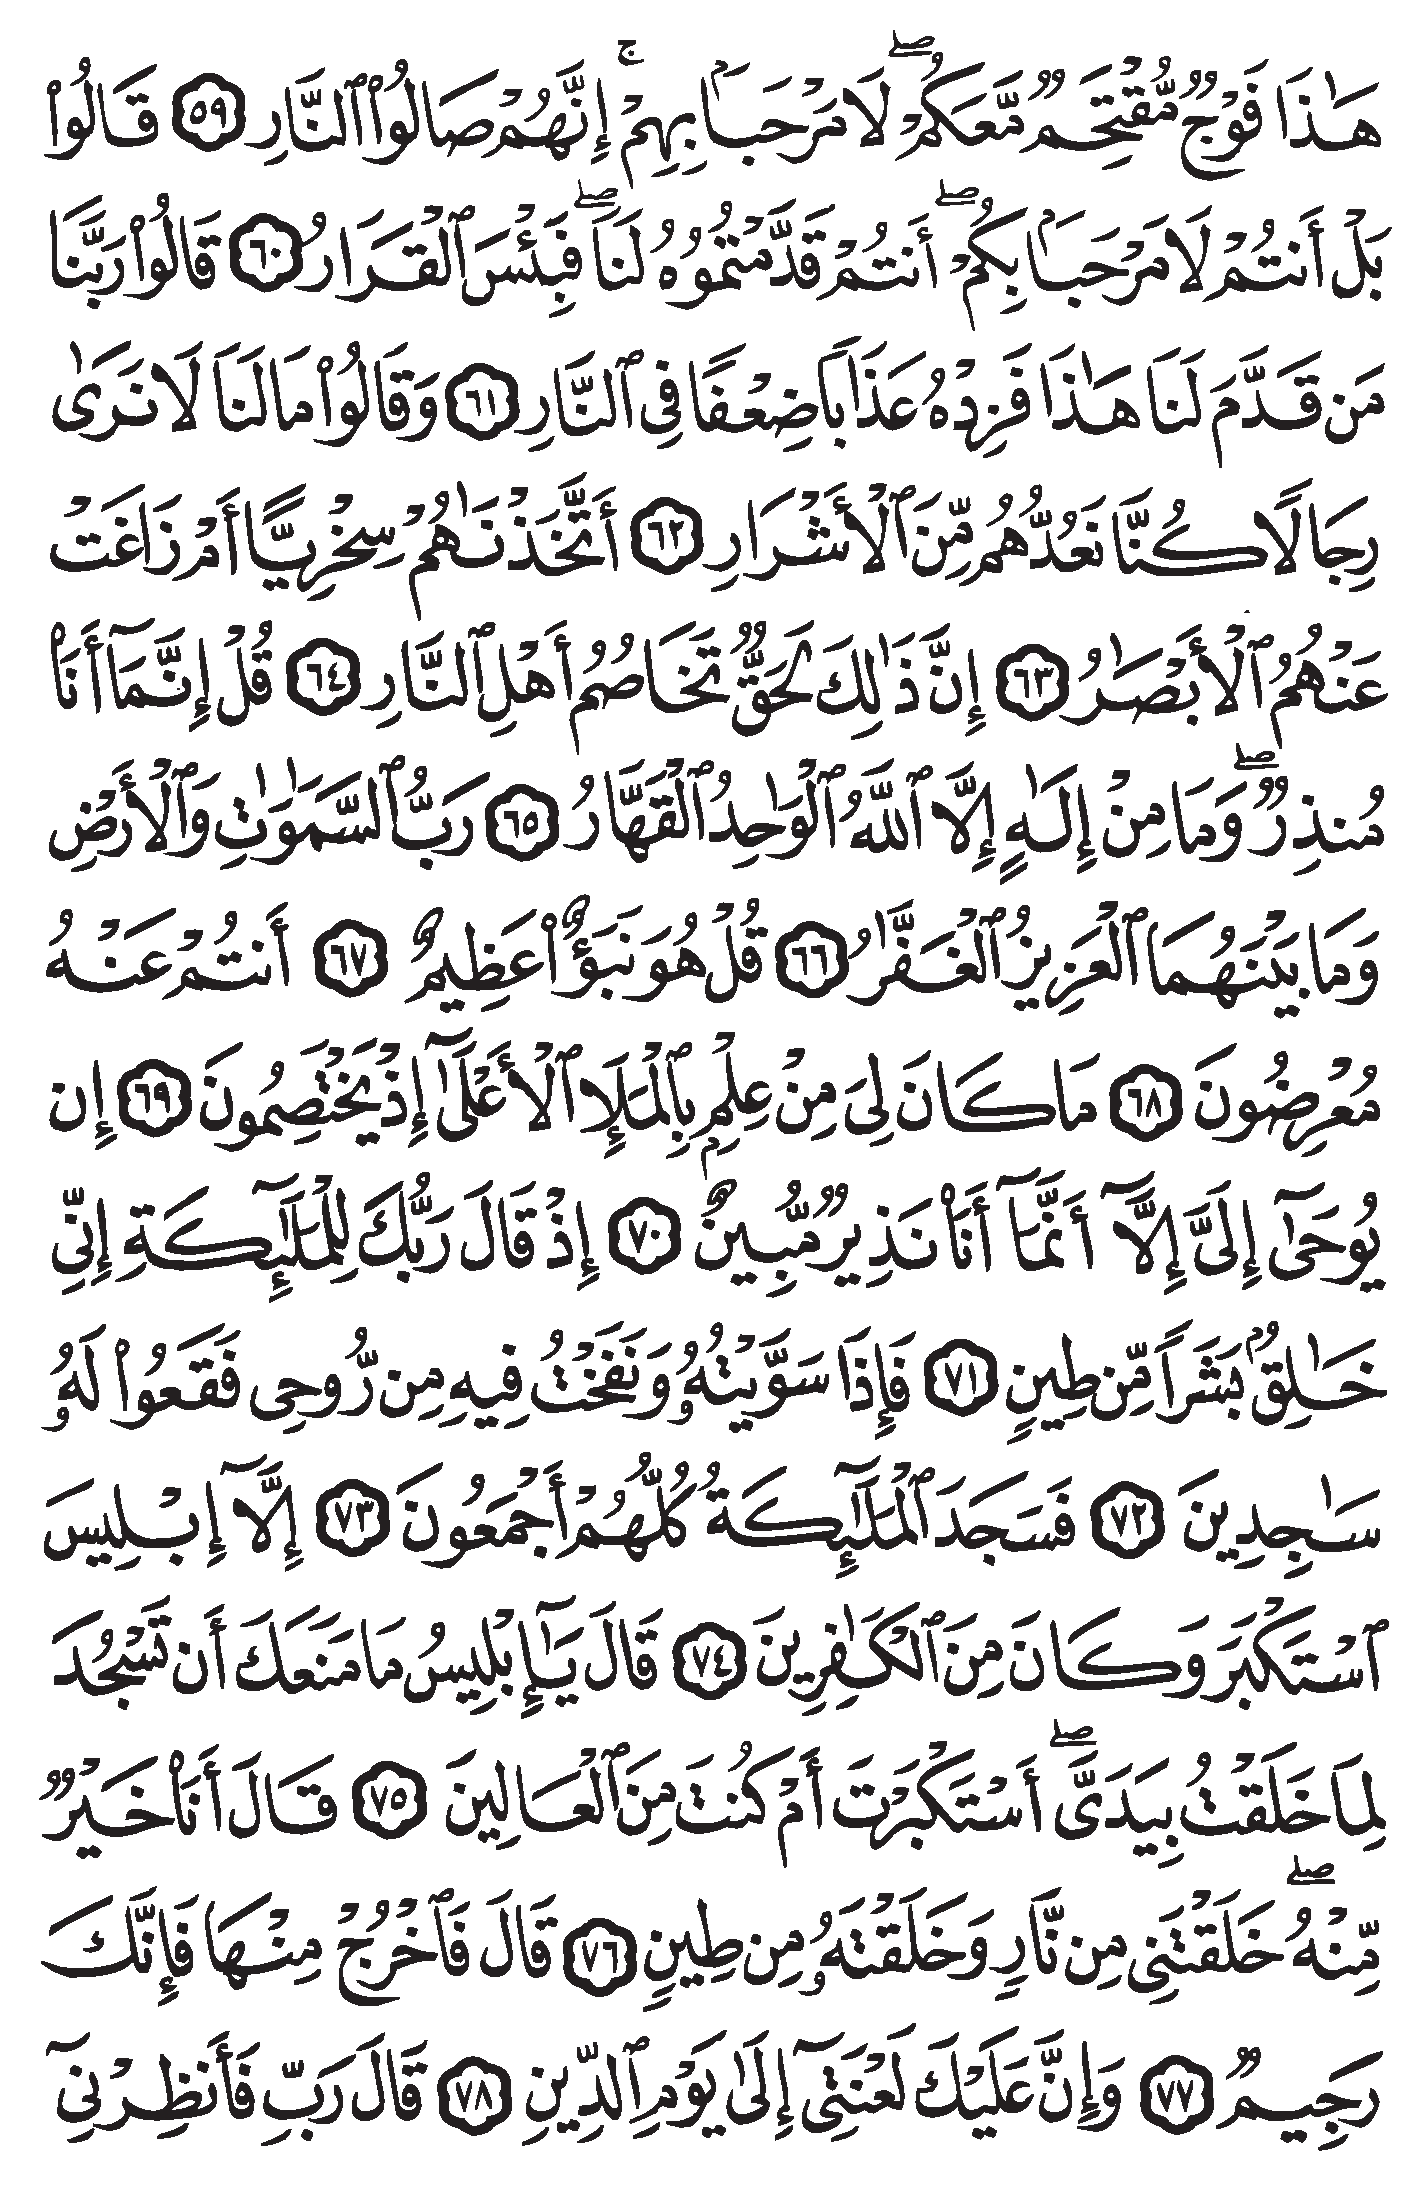 هَٰذَا فَوْجٌ مُّقْتَحِمٌ مَّعَكُمْ ۖ لَا مَرْحَبًۢا بِهِمْ ۚ إِنَّهُمْ صَالُوا۟ ٱلنَّارِ ٥٩ قَالُوا۟
بَلْ أَنتُمْ لَا مَرْحَبًۢا بِكُمْ ۖ أَنتُمْ قَدَّمْتُمُوهُ لَنَا ۖ فَبِئْسَ ٱلْقَرَارُ ٦٠ قَالُوا۟ رَبَّنَا
مَن قَدَّمَ لَنَا هَٰذَا فَزِدْهُ عَذَابًا ضِعْفًا فِى ٱلنَّارِ ٦١ وَقَالُوا۟ مَا لَنَا لَا نَرَىٰ
رِجَالًا كُنَّا نَعُدُّهُم مِّنَ ٱلْأَشْرَارِ ٦٢ أَتَّخَذْنَٰهُمْ سِخْرِيًّا أَمْ زَاغَتْ
عَنْهُمُ ٱلْأَبْصَٰرُ ٦٣ إِنَّ ذَٰلِكَ لَحَقٌّ تَخَاصُمُ أَهْلِ ٱلنَّارِ ٦٤ قُلْ إِنَّمَآ أَنَا۠
مُنذِرٌ ۖ وَمَا مِنْ إِلَٰهٍ إِلَّا ٱللَّهُ ٱلْوَٰحِدُ ٱلْقَهَّارُ ٦٥ رَبُّ ٱلسَّمَٰوَٰتِ وَٱلْأَرْضِ
وَمَا بَيْنَهُمَا ٱلْعَزِيزُ ٱلْغَفَّٰرُ ٦٦ قُلْ هُوَ نَبَؤٌا۟ عَظِيمٌ ٦٧ أَنتُمْ عَنْهُ
مُعْرِضُونَ ٦٨ مَا كَانَ لِىَ مِنْ عِلْمٍۭ بِٱلْمَلَإِ ٱلْأَعْلَىٰٓ إِذْ يَخْتَصِمُونَ ٦٩ إِن
يُوحَىٰٓ إِلَىَّ إِلَّآ أَنَّمَآ أَنَا۠ نَذِيرٌ مُّبِينٌ ٧٠ إِذْ قَالَ رَبُّكَ لِلْمَلَٰٓئِكَةِ إِنِّى
خَٰلِقٌۢ بَشَرًا مِّن طِينٍ ٧١ فَإِذَا سَوَّيْتُهُۥ وَنَفَخْتُ فِيهِ مِن رُّوحِى فَقَعُوا۟ لَهُۥ
سَٰجِدِينَ ٧٢ فَسَجَدَ ٱلْمَلَٰٓئِكَةُ كُلُّهُمْ أَجْمَعُونَ ٧٣ إِلَّآ إِبْلِيسَ
ٱسْتَكْبَرَ وَكَانَ مِنَ ٱلْكَٰفِرِينَ ٧٤ قَالَ يَٰٓإِبْلِيسُ مَا مَنَعَكَ أَن تَسْجُدَ
لِمَا خَلَقْتُ بِيَدَىَّ ۖ أَسْتَكْبَرْتَ أَمْ كُنتَ مِنَ ٱلْعَالِينَ ٧٥ قَالَ أَنَا۠ خَيْرٌ
مِّنْهُ ۖ خَلَقْتَنِى مِن نَّارٍ وَخَلَقْتَهُۥ مِن طِينٍ ٧٦ قَالَ فَٱخْرُجْ مِنْهَا فَإِنَّكَ
رَجِيمٌ ٧٧ وَإِنَّ عَلَيْكَ لَعْنَتِىٓ إِلَىٰ يَوْمِ ٱلدِّينِ ٧٨ قَالَ رَبِّ فَأَنظِرْنِىٓ